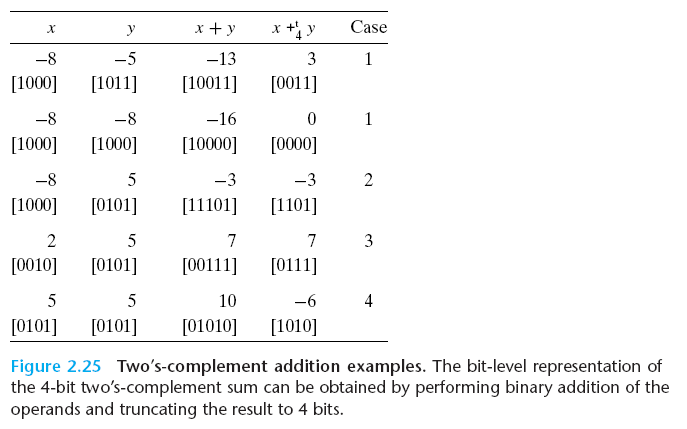 x y x + y x +ᵗ₄ y Case
−8 −5 −13 3 1
[1000] [1011] [10011] [0011]
−8 −8 −16 0 1
[1000] [1000] [10000] [0000]
−8 5 −3 −3 2
[1000] [0101] [11101] [1101]
2 5 7 7 3
[0010] [0101] [00111] [0111]
5 5 10 −6 4
[0101] [0101] [01010] [1010]
Figure 2.25 Two's-complement addition examples. The bit-level representation of
the 4-bit two's-complement sum can be obtained by performing binary addition of the
operands and truncating the result to 4 bits.